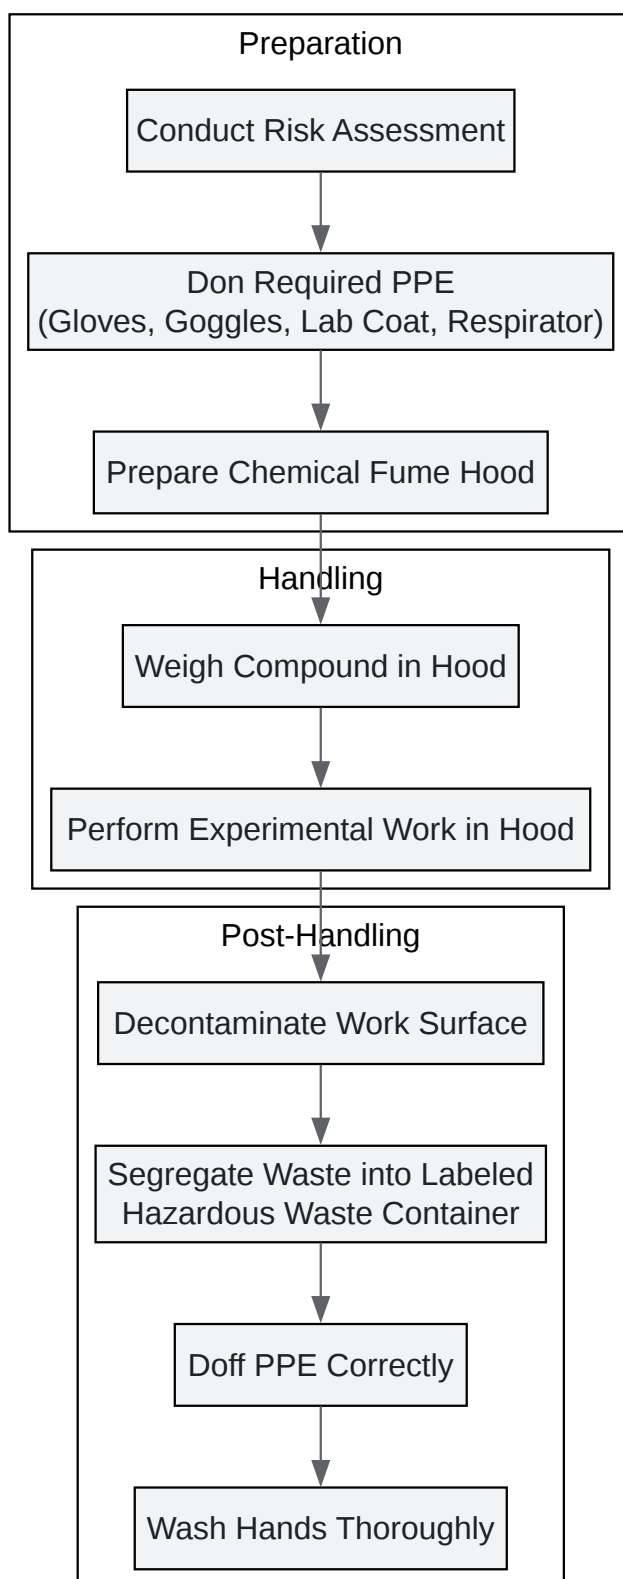 Preparation
Conduct Risk Assessment
Don Required PPE
(Gloves, Goggles, Lab Coat, Respirator)
Prepare Chemical Fume Hood
Handling
Weigh Compound in Hood
Perform Experimental Work in Hood
Post-Handling
Decontaminate Work Surface
Segregate Waste into Labeled
Hazardous Waste Container
Doff PPE Correctly
Wash Hands Thoroughly